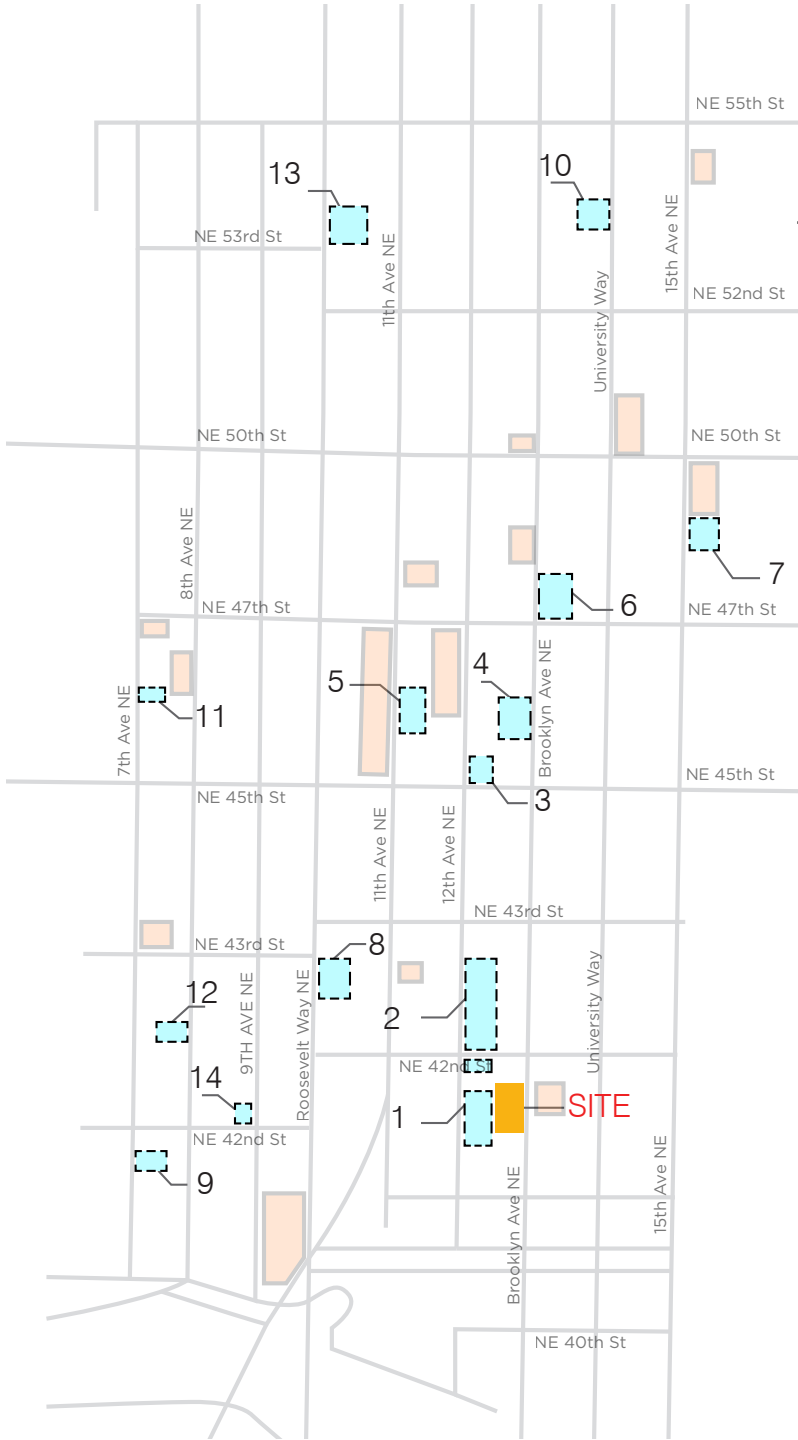 NE 55th St
10
13
15th Ave NE
NE 53rd St
11th Ave NE
NE 52nd St
University Way
NE 50th St
NE 50th St
8th Ave NE
7
6
NE 47th St
NE 47th St
4
5
Brooklyn Ave NE
7th Ave NE
11
NE 45th St
NE 45th St
3
11th Ave NE
12th Ave NE
NE 43rd St
8
NE 43rd St
12
University Way
9TH AVE NE
Roosevelt Way NE
2
NE 42nd St
14
SITE
1
NE 42nd St
9
15th Ave NE
Brooklyn Ave NE
NE 40th St